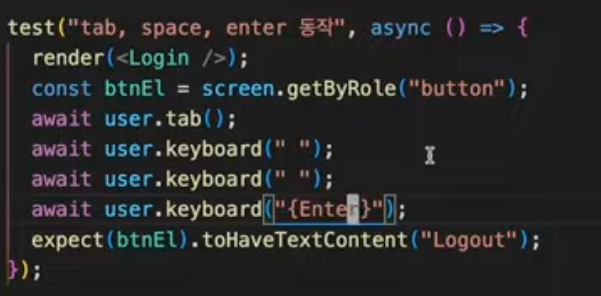 test("tab, space, enter 동작", async () => {
  render(<Login />);
  const btnEl = screen.getByRole("button");
  await user.tab();
  await user.keyboard(" ");
  await user.keyboard(" ");
  await user.keyboard("{Enter}");
  expect(btnEl).toHaveTextContent("Logout");
});